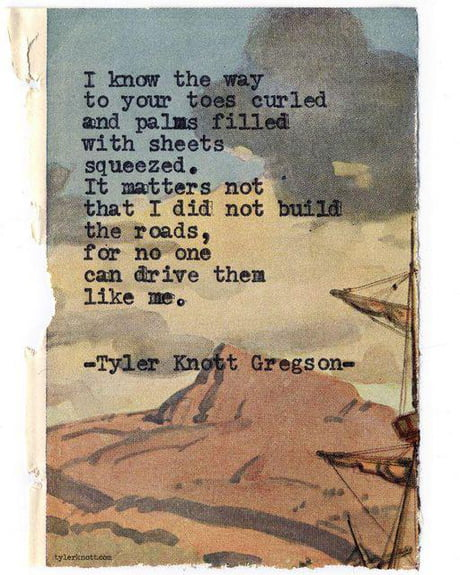 I know the way
to your toes curled
and palms filled
with sheets
squeezed.
It matters not
that I did not build
the roads,
for no one
can drive them
like me.
-Tyler Knott Gregson-
tylerknott.com